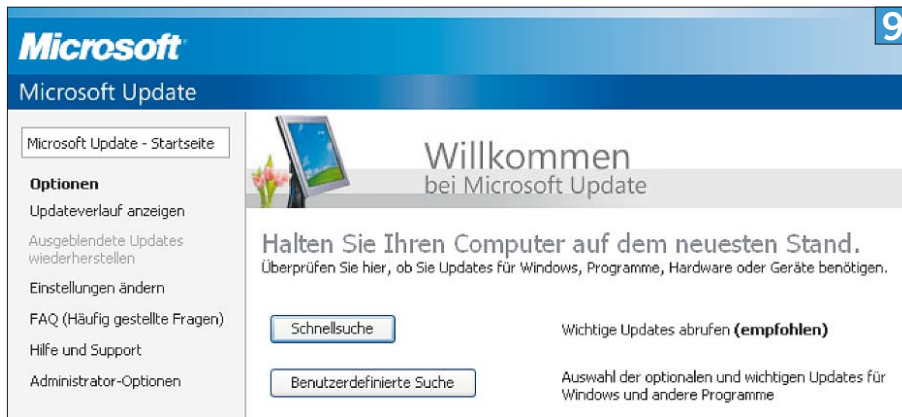 9
Microsoft
Microsoft Update
Microsoft Update - Startseite
Optionen
Updateverlauf anzeigen
Ausgeblendete Updates
wiederherstellen
Einstellungen ändern
FAQ (Häufig gestellte Fragen)
Hilfe und Support
Administrator-Optionen
Willkommen
bei Microsoft Update
Halten Sie Ihren Computer auf dem neuesten Stand.
Überprüfen Sie hier, ob Sie Updates für Windows, Programme, Hardware oder Geräte benötigen.
Schnellsuche
Wichtige Updates abrufen (empfohlen)
Benutzerdefinierte Suche
Auswahl der optionalen und wichtigen Updates für
Windows und andere Programme